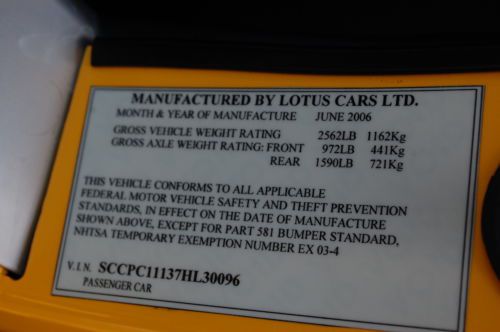 MANUFACTURED BY LOTUS CARS LTD.
MONTH & YEAR OF MANUFACTURE JUNE 2006
GROSS VEHICLE WEIGHT RATING 2562LB 1162Kg
GROSS AXLE WEIGHT RATING: FRONT 972LB 441Kg
REAR 1590LB 721Kg
THIS VEHICLE CONFORMS TO ALL APPLICABLE
FEDERAL MOTOR VEHICLE SAFETY AND THEFT PREVENTION
STANDARDS, IN EFFECT ON THE DATE OF MANUFACTURE
SHOWN ABOVE, EXCEPT FOR PART 581 BUMPER STANDARD,
NHTSA TEMPORARY EXEMPTION NUMBER EX 03-4
V.I.N. SCCPC11137HL30096
PASSENGER CAR